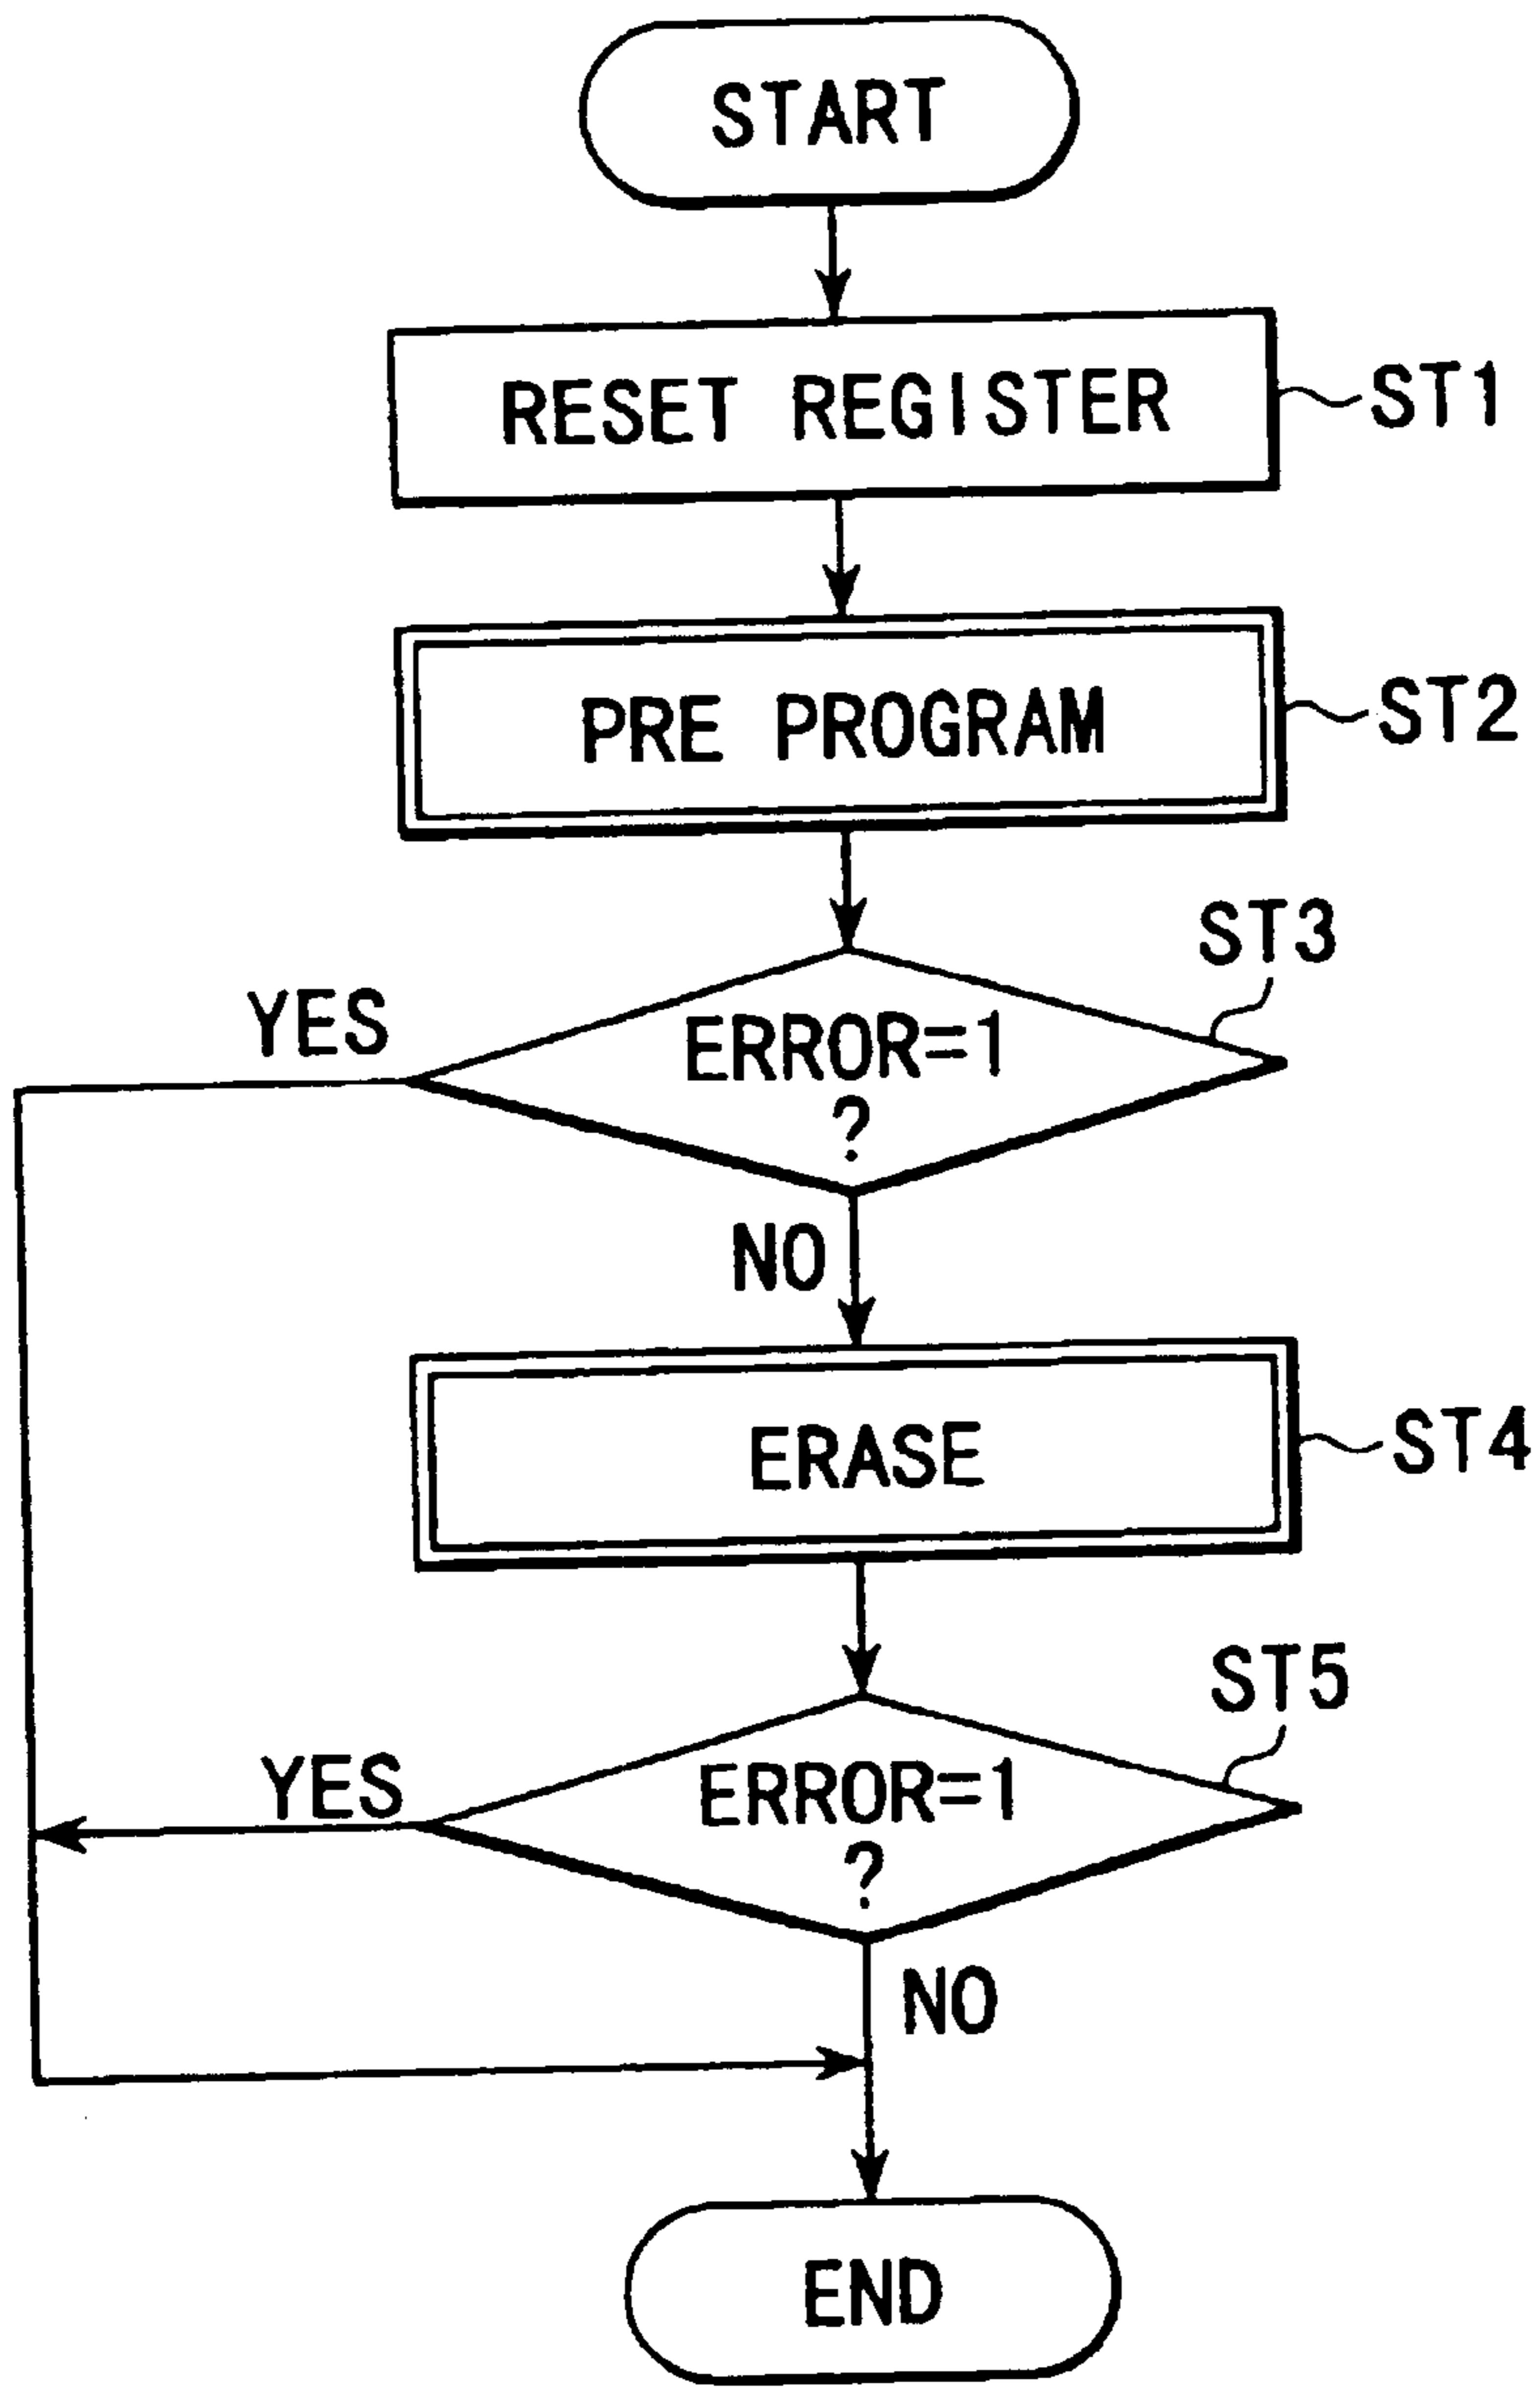 START
RESET REGISTER
ST1
PRE PROGRAM
ST2
ST3
YES
ERROR=1
?
NO
ERASE
ST4
ST5
YES
ERROR=1
?
NO
END